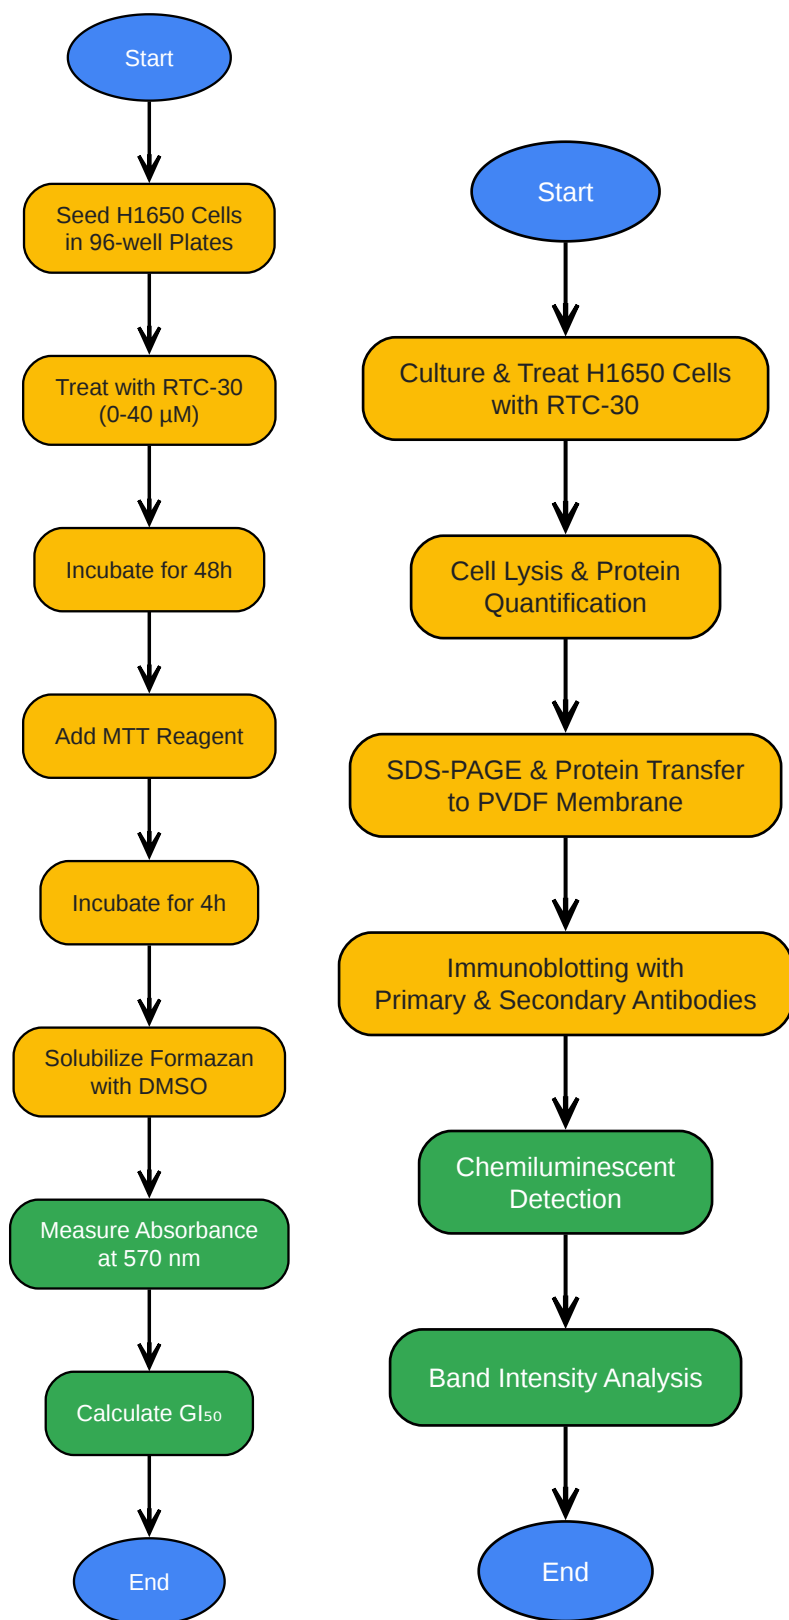 Start
Seed H1650 Cells
in 96-well Plates
Treat with RTC-30
(0-40 µM)
Incubate for 48h
Add MTT Reagent
Incubate for 4h
Solubilize Formazan
with DMSO
Measure Absorbance
at 570 nm
Calculate GI₅₀
End
Start
Culture & Treat H1650 Cells
with RTC-30
Cell Lysis & Protein
Quantification
SDS-PAGE & Protein Transfer
to PVDF Membrane
Immunoblotting with
Primary & Secondary Antibodies
Chemiluminescent
Detection
Band Intensity Analysis
End